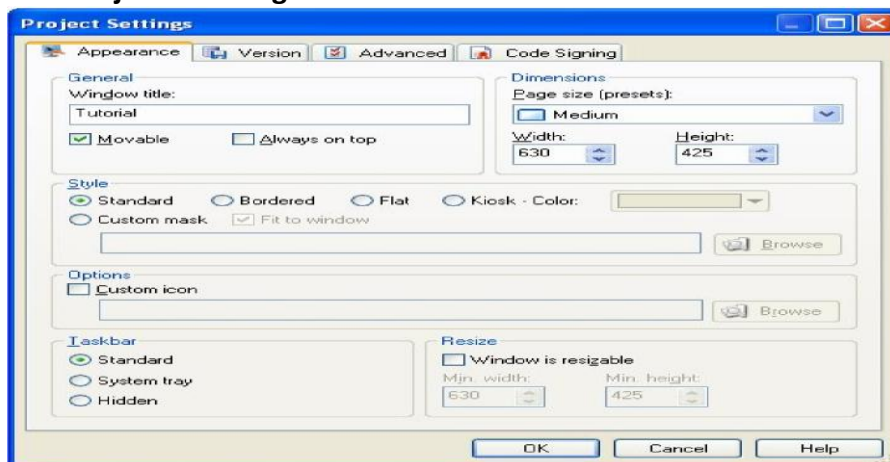 Project Settings
Appearance Version Advanced Code Signing
General
Window title:
Tutorial
Movable Always on top
Dimensions
Page size (presets):
Medium
Width: Height:
630 425
Style
Standard Bordered Flat Kiosk - Color:
Custom mask Fit to window
Browse
Options
Custom icon
Browse
Taskbar
Standard
System tray
Hidden
Resize
Window is resizable
Min. width: Min. height:
630 425
OK Cancel Help